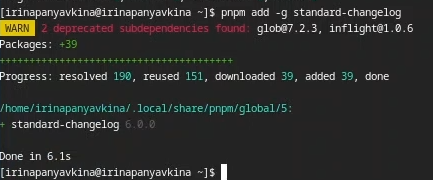 [irinapanyavkina@irinapanyavkina ~]$ pnpm add -g standard-changelog
WARN 2 deprecated subdependencies found: glob@7.2.3, inflight@1.0.6
Packages: +39
+++++++++++++++++++++++++++++++++++++++
Progress: resolved 190, reused 151, downloaded 39, added 39, done
/home/irinapanyavkina/.local/share/pnpm/global/5:
+ standard-changelog 6.0.0
Done in 6.1s
[irinapanyavkina@irinapanyavkina ~]$